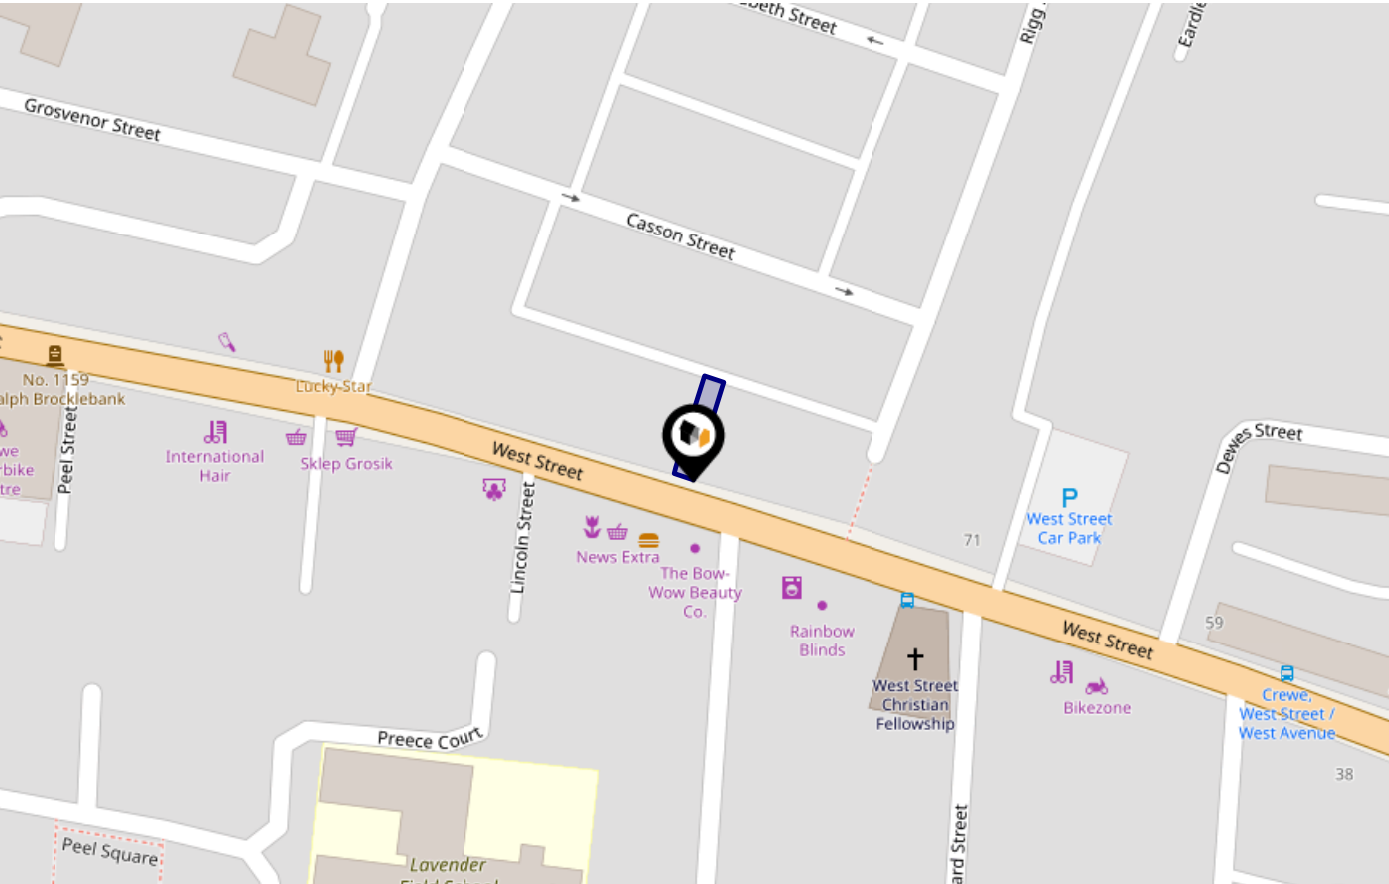 Street
Rigg
Grosvenor Street
Casson Street
No. 1159
alph Brocklebank
Lucky Star
Peel Street
International
Hair
Sklep Grosik
West Street
Lincoln Street
News Extra
The Bow-
Wow Beauty
Co.
Rainbow
Blinds
71
P
West Street
Car Park
Dewes Street
59
West Street
West Street
Christian
Fellowship
Bikezone
Crewe,
West Street /
West Avenue
38
Preece Court
Peel Square
Lavender